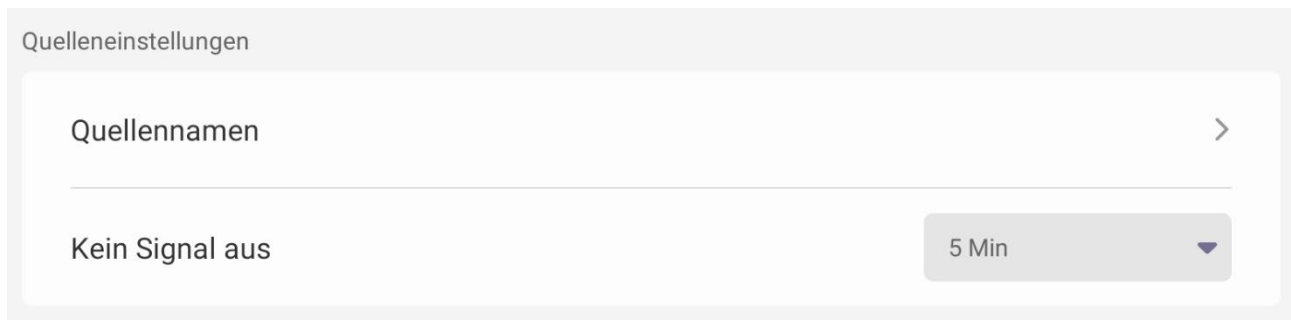 Quelleneinstellungen
Quellennamen
Kein Signal aus
5 Min